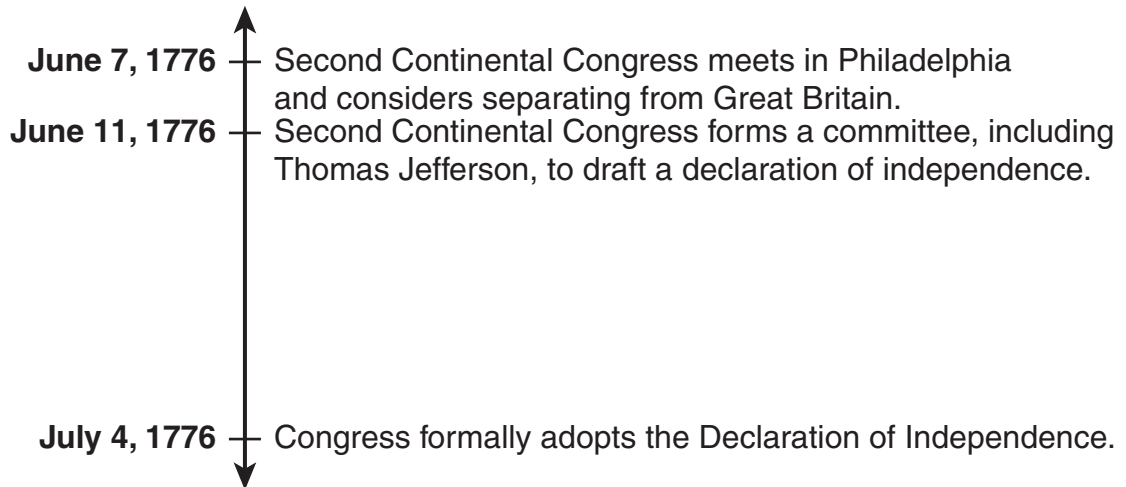 June 7, 1776 Second Continental Congress meets in Philadelphia
and considers separating from Great Britain.
June 11, 1776 Second Continental Congress forms a committee, including
Thomas Jefferson, to draft a declaration of independence.
July 4, 1776 Congress formally adopts the Declaration of Independence.